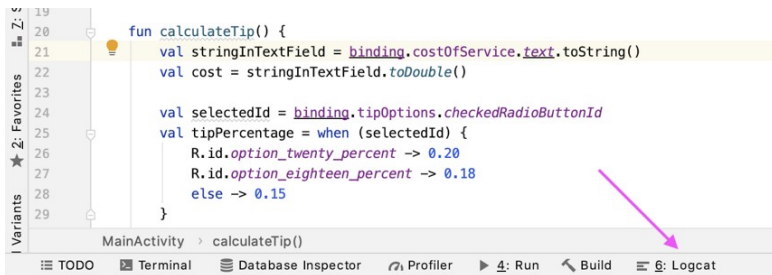 19
20 fun calculateTip() {
21 val stringInTextField = binding.costOfService.text.toString()
22 val cost = stringInTextField.toDouble()
23
24 val selectedId = binding.tipOptions.checkedRadioButtonId
25 val tipPercentage = when (selectedId) {
26 R.id.option_twenty_percent -> 0.20
27 R.id.option_eighteen_percent -> 0.18
28 else -> 0.15
29 }
Z:
2: Favorites
Variants
MainActivity > calculateTip()
TODO Terminal Database Inspector Profiler 4: Run Build 6: Logcat